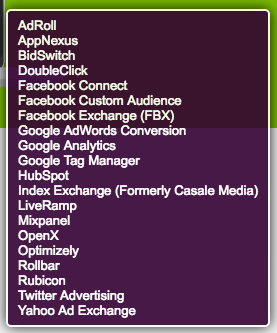 AdRoll
AppNexus
BidSwitch
DoubleClick
Facebook Connect
Facebook Custom Audience
Facebook Exchange (FBX)
Google AdWords Conversion
Google Analytics
Google Tag Manager
HubSpot
Index Exchange (Formerly Casale Media)
LiveRamp
Mixpanel
OpenX
Optimizely
Rollbar
Rubicon
Twitter Advertising
Yahoo Ad Exchange